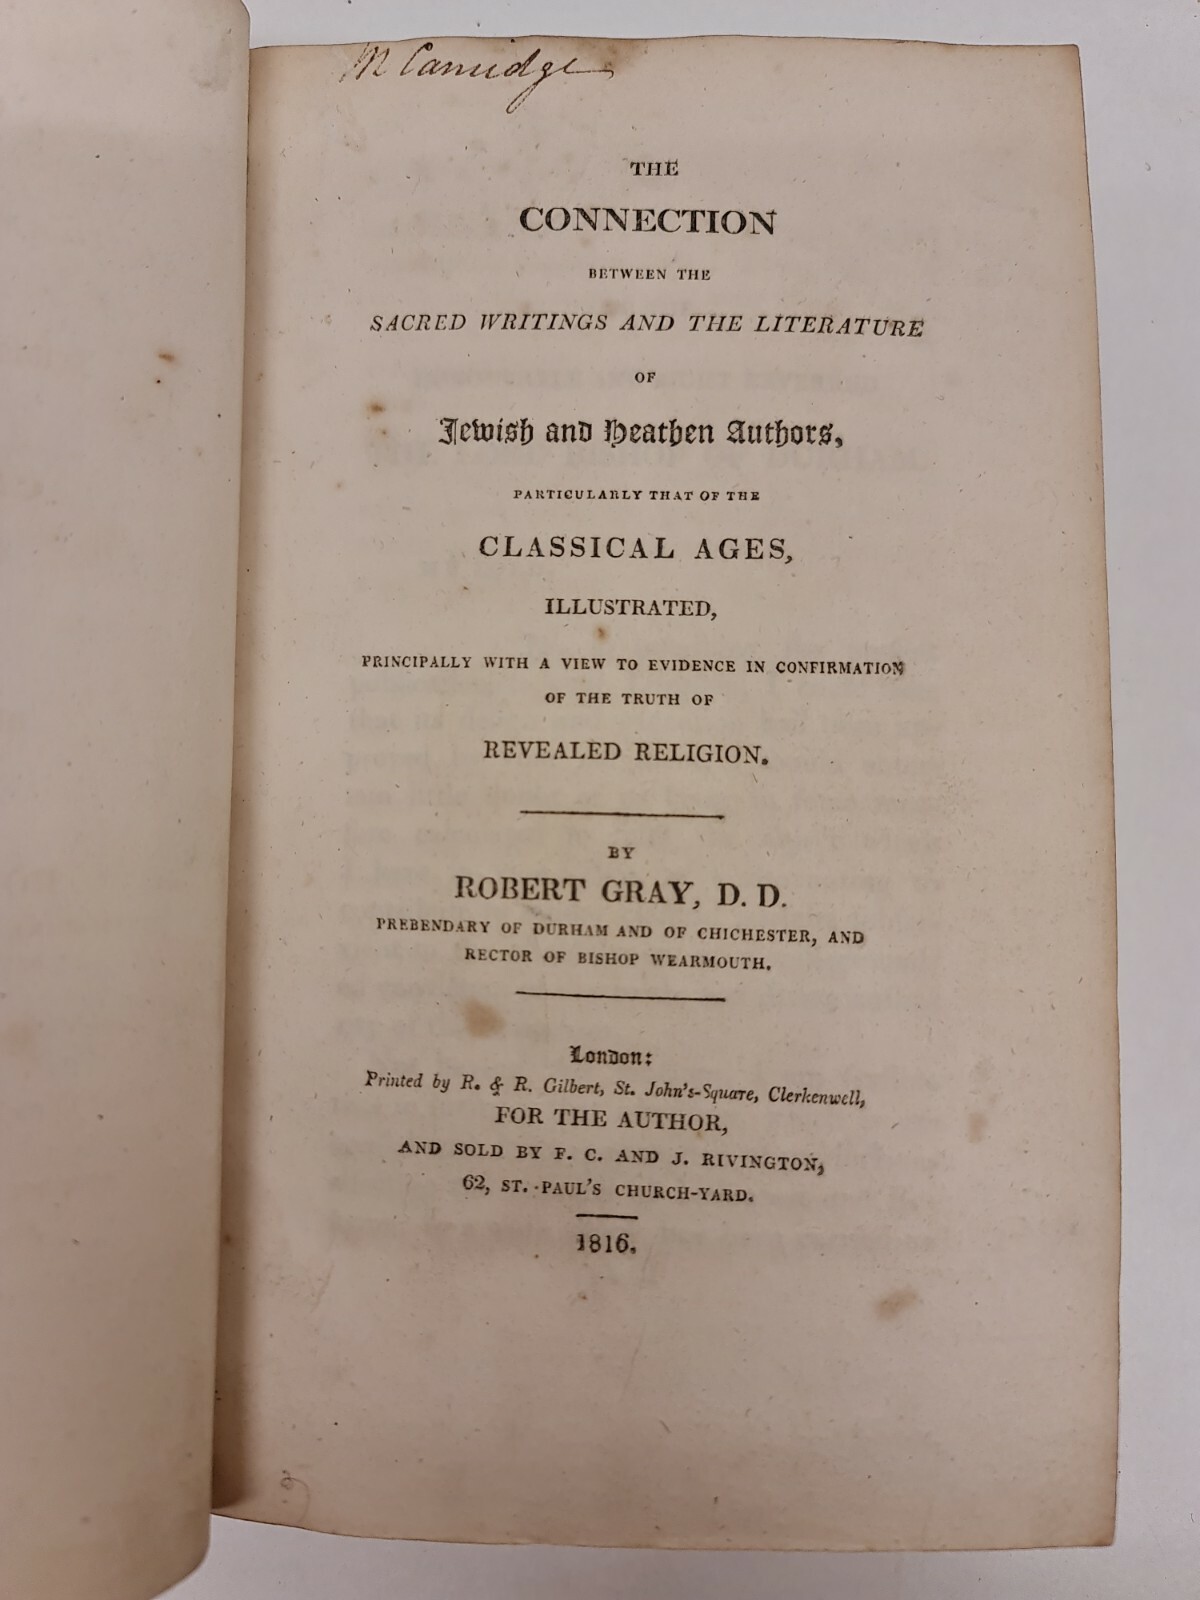 M Camidge
THE
CONNECTION
BETWEEN THE
SACRED WRITINGS AND THE LITERATURE
OF
Jewish and Heathen Authors,
PARTICULARLY THAT OF THE
CLASSICAL AGES,
ILLUSTRATED,
PRINCIPALLY WITH A VIEW TO EVIDENCE IN CONFIRMATION
OF THE TRUTH OF
REVEALED RELIGION.
BY
ROBERT GRAY, D. D.
PREBENDARY OF DURHAM AND OF CHICHESTER, AND
RECTOR OF BISHOP WEARMOUTH.
London:
Printed by R. & R. Gilbert, St. John's-Square, Clerkenwell,
FOR THE AUTHOR,
AND SOLD BY F. C. AND J. RIVINGTON,
62, ST. PAUL'S CHURCH-YARD.
1816.